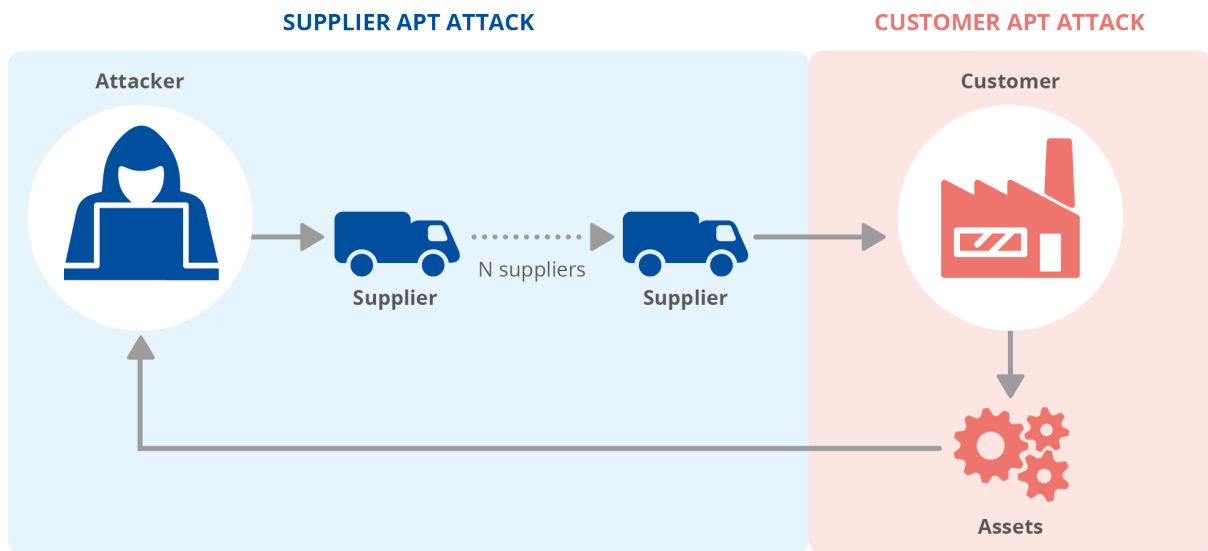 SUPPLIER APT ATTACK
CUSTOMER APT ATTACK
Attacker
Customer
N suppliers
Supplier
Supplier
Assets